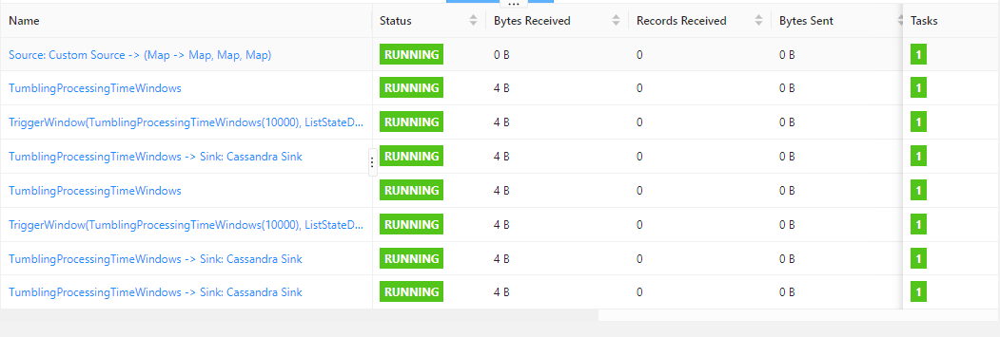 Name Status Bytes Received Records Received Bytes Sent Tasks
Source: Custom Source -> (Map -> Map, Map, Map) RUNNING 0 B 0 0 B 1
TumblingProcessingTimeWindows RUNNING 4 B 0 0 B 1
TriggerWindow(TumblingProcessingTimeWindows(10000), ListStateD... RUNNING 4 B 0 0 B 1
TumblingProcessingTimeWindows -> Sink: Cassandra Sink RUNNING 4 B 0 0 B 1
TumblingProcessingTimeWindows RUNNING 4 B 0 0 B 1
TriggerWindow(TumblingProcessingTimeWindows(10000), ListStateD... RUNNING 4 B 0 0 B 1
TumblingProcessingTimeWindows -> Sink: Cassandra Sink RUNNING 4 B 0 0 B 1
TumblingProcessingTimeWindows -> Sink: Cassandra Sink RUNNING 4 B 0 0 B 1